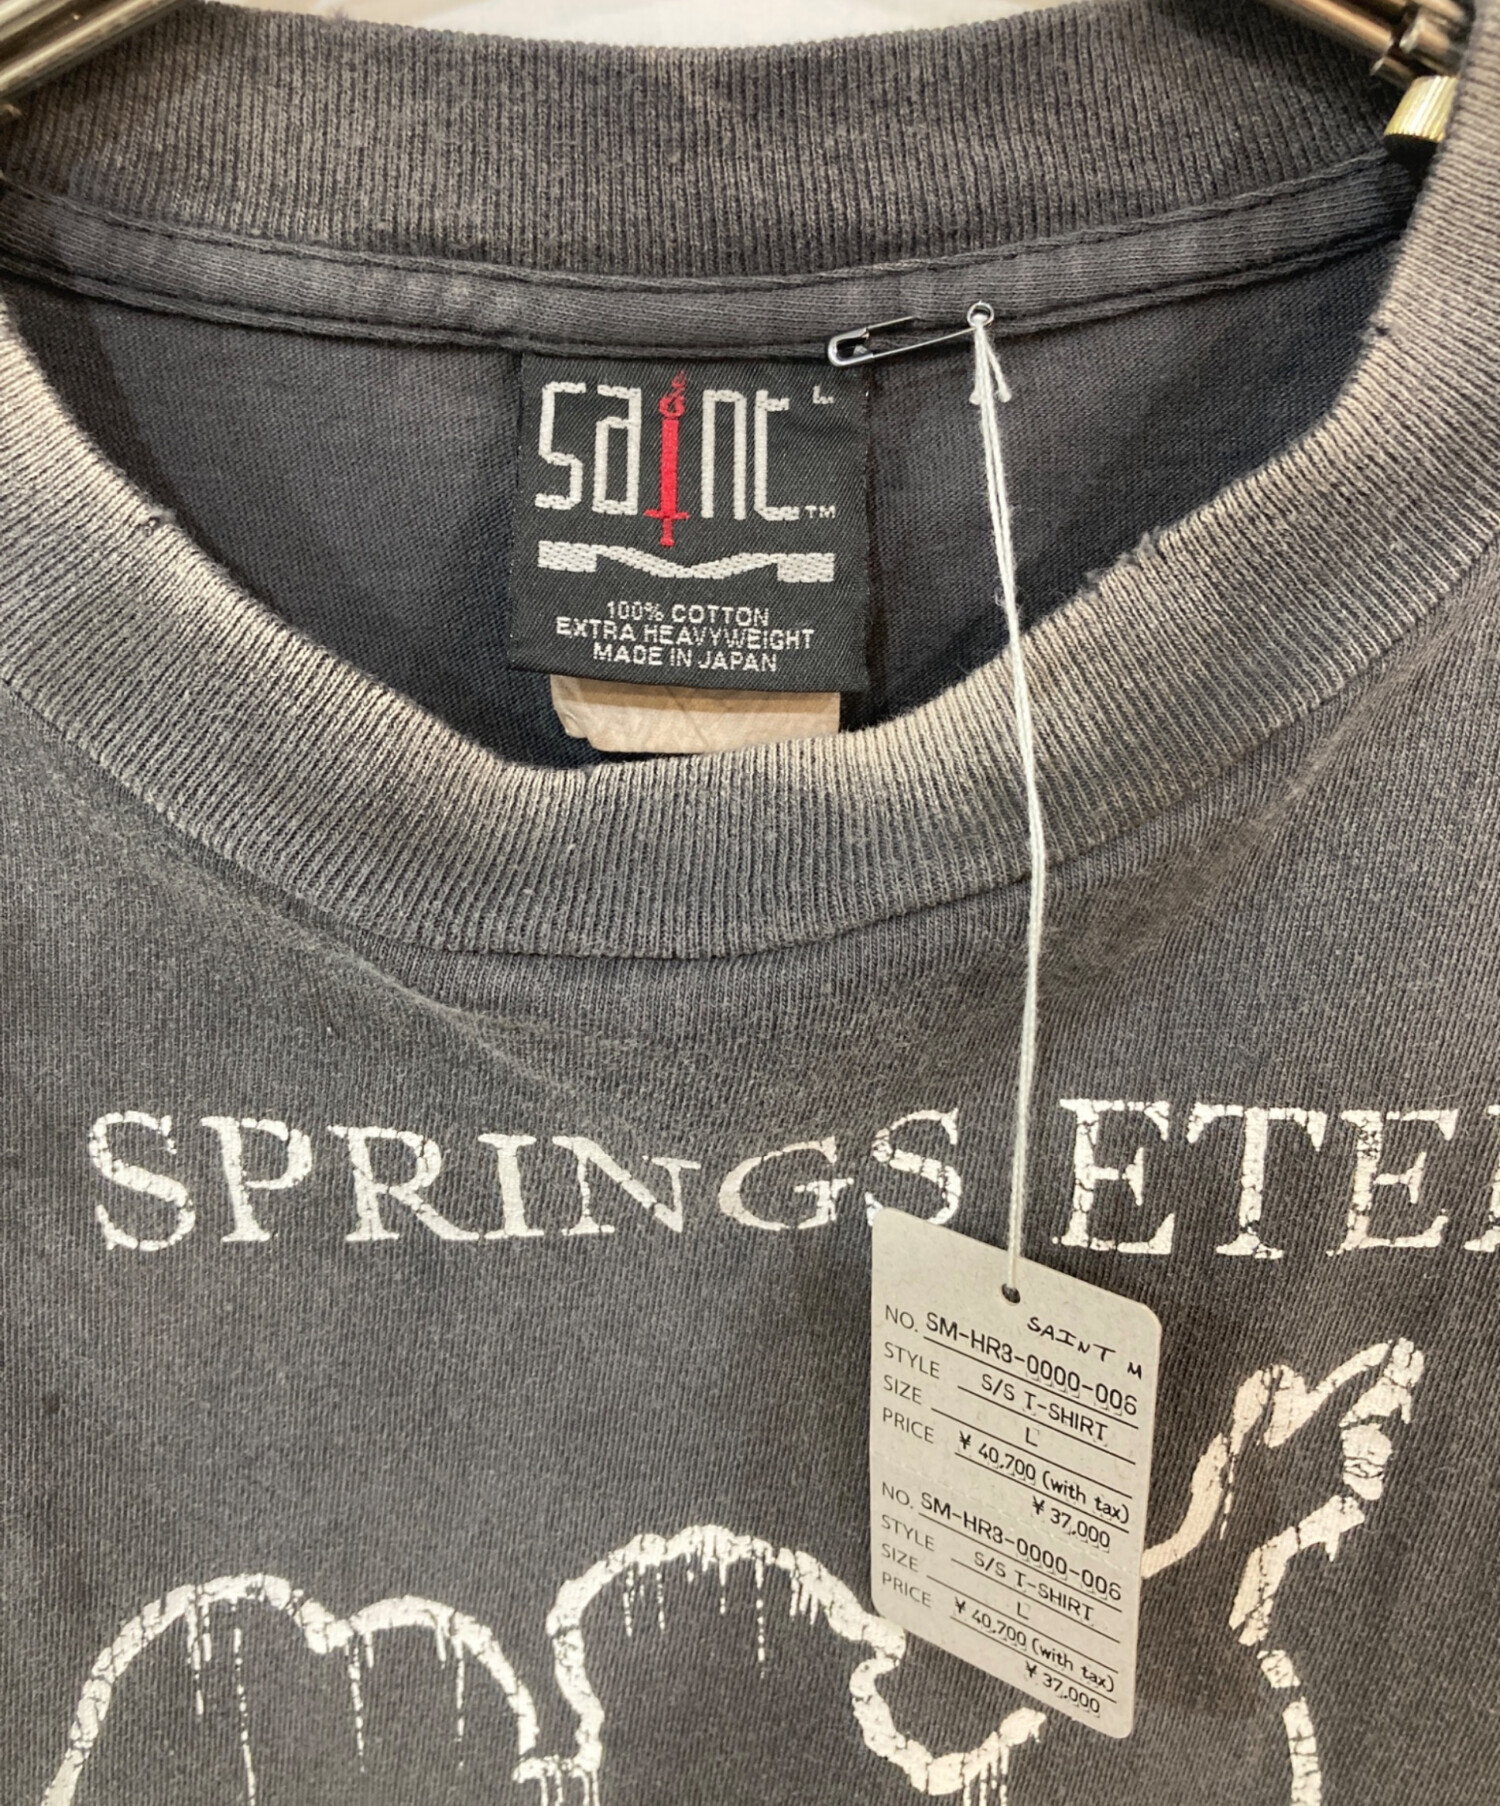 saint L
TM
M
100% COTTON
EXTRA HEAVYWEIGHT
MADE IN JAPAN
SPRINGS
SAINT M
NO. SM-HR3-0000-006
STYLE S/S T-SHIRT
SIZE L
PRICE ¥ 40,700 (with tax)
¥ 37,000
NO. SM-HR3-0000-006
STYLE S/S T-SHIRT
SIZE L
PRICE ¥ 40,700 (with tax)
¥ 37,000